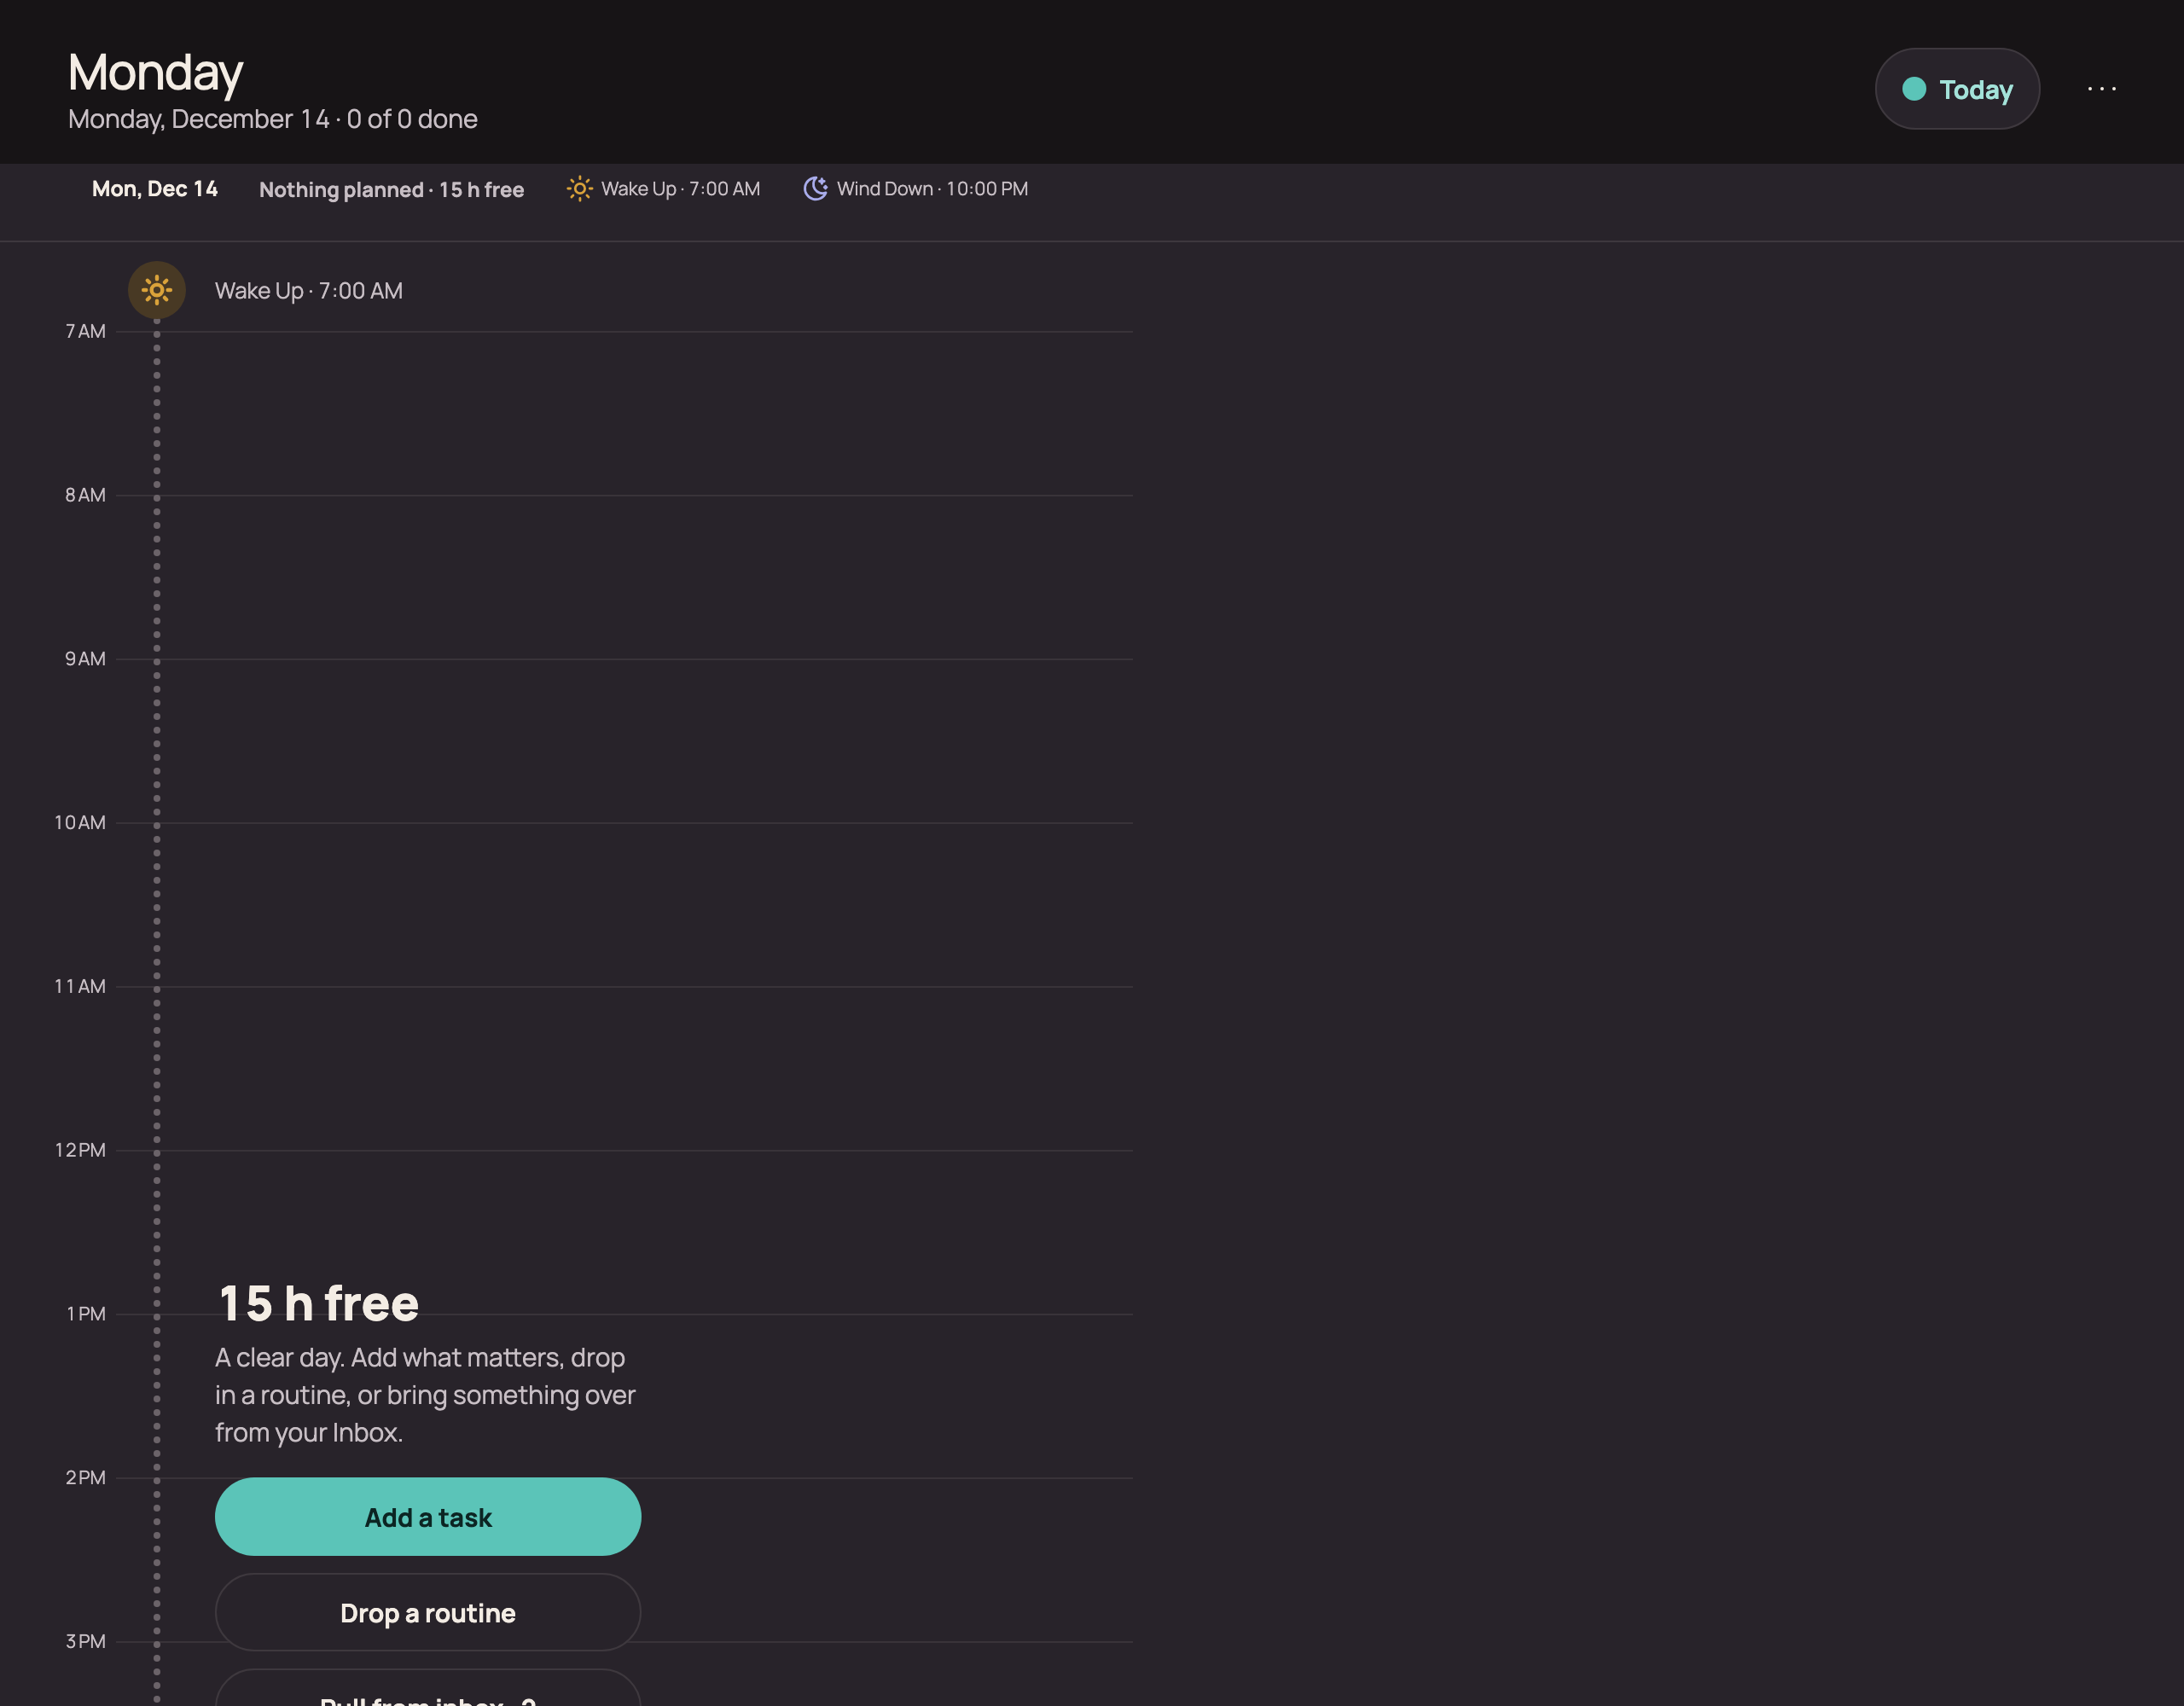 Monday
Monday, December 14 · 0 of 0 done
Today
Mon, Dec 14
Nothing planned · 15 h free
Wake Up · 7:00 AM
Wind Down · 10:00 PM
Wake Up · 7:00 AM
7 AM
8 AM
9 AM
10 AM
11 AM
12 PM
1 PM
15 h free
A clear day. Add what matters, drop
in a routine, or bring something over
from your Inbox.
2 PM
Add a task
Drop a routine
3 PM
Pull from inbox